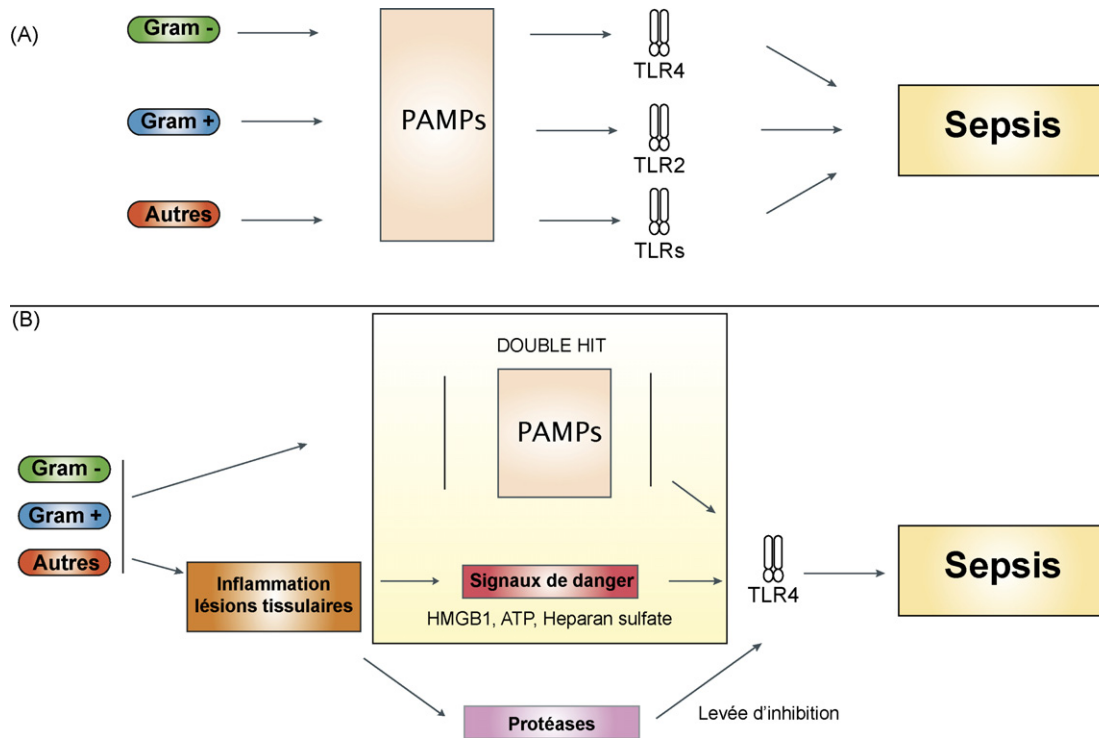 (A)
Gram -
Gram +
Autres
PAMPs
TLR4
TLR2
TLRs
Sepsis
(B)
DOUBLE HIT
PAMPs
Gram -
Gram +
Autres
Inflammation
lésions tissulaires
Signaux de danger
HMGB1, ATP, Heparan sulfate
TLR4
Sepsis
Protéases
Levée d'inhibition